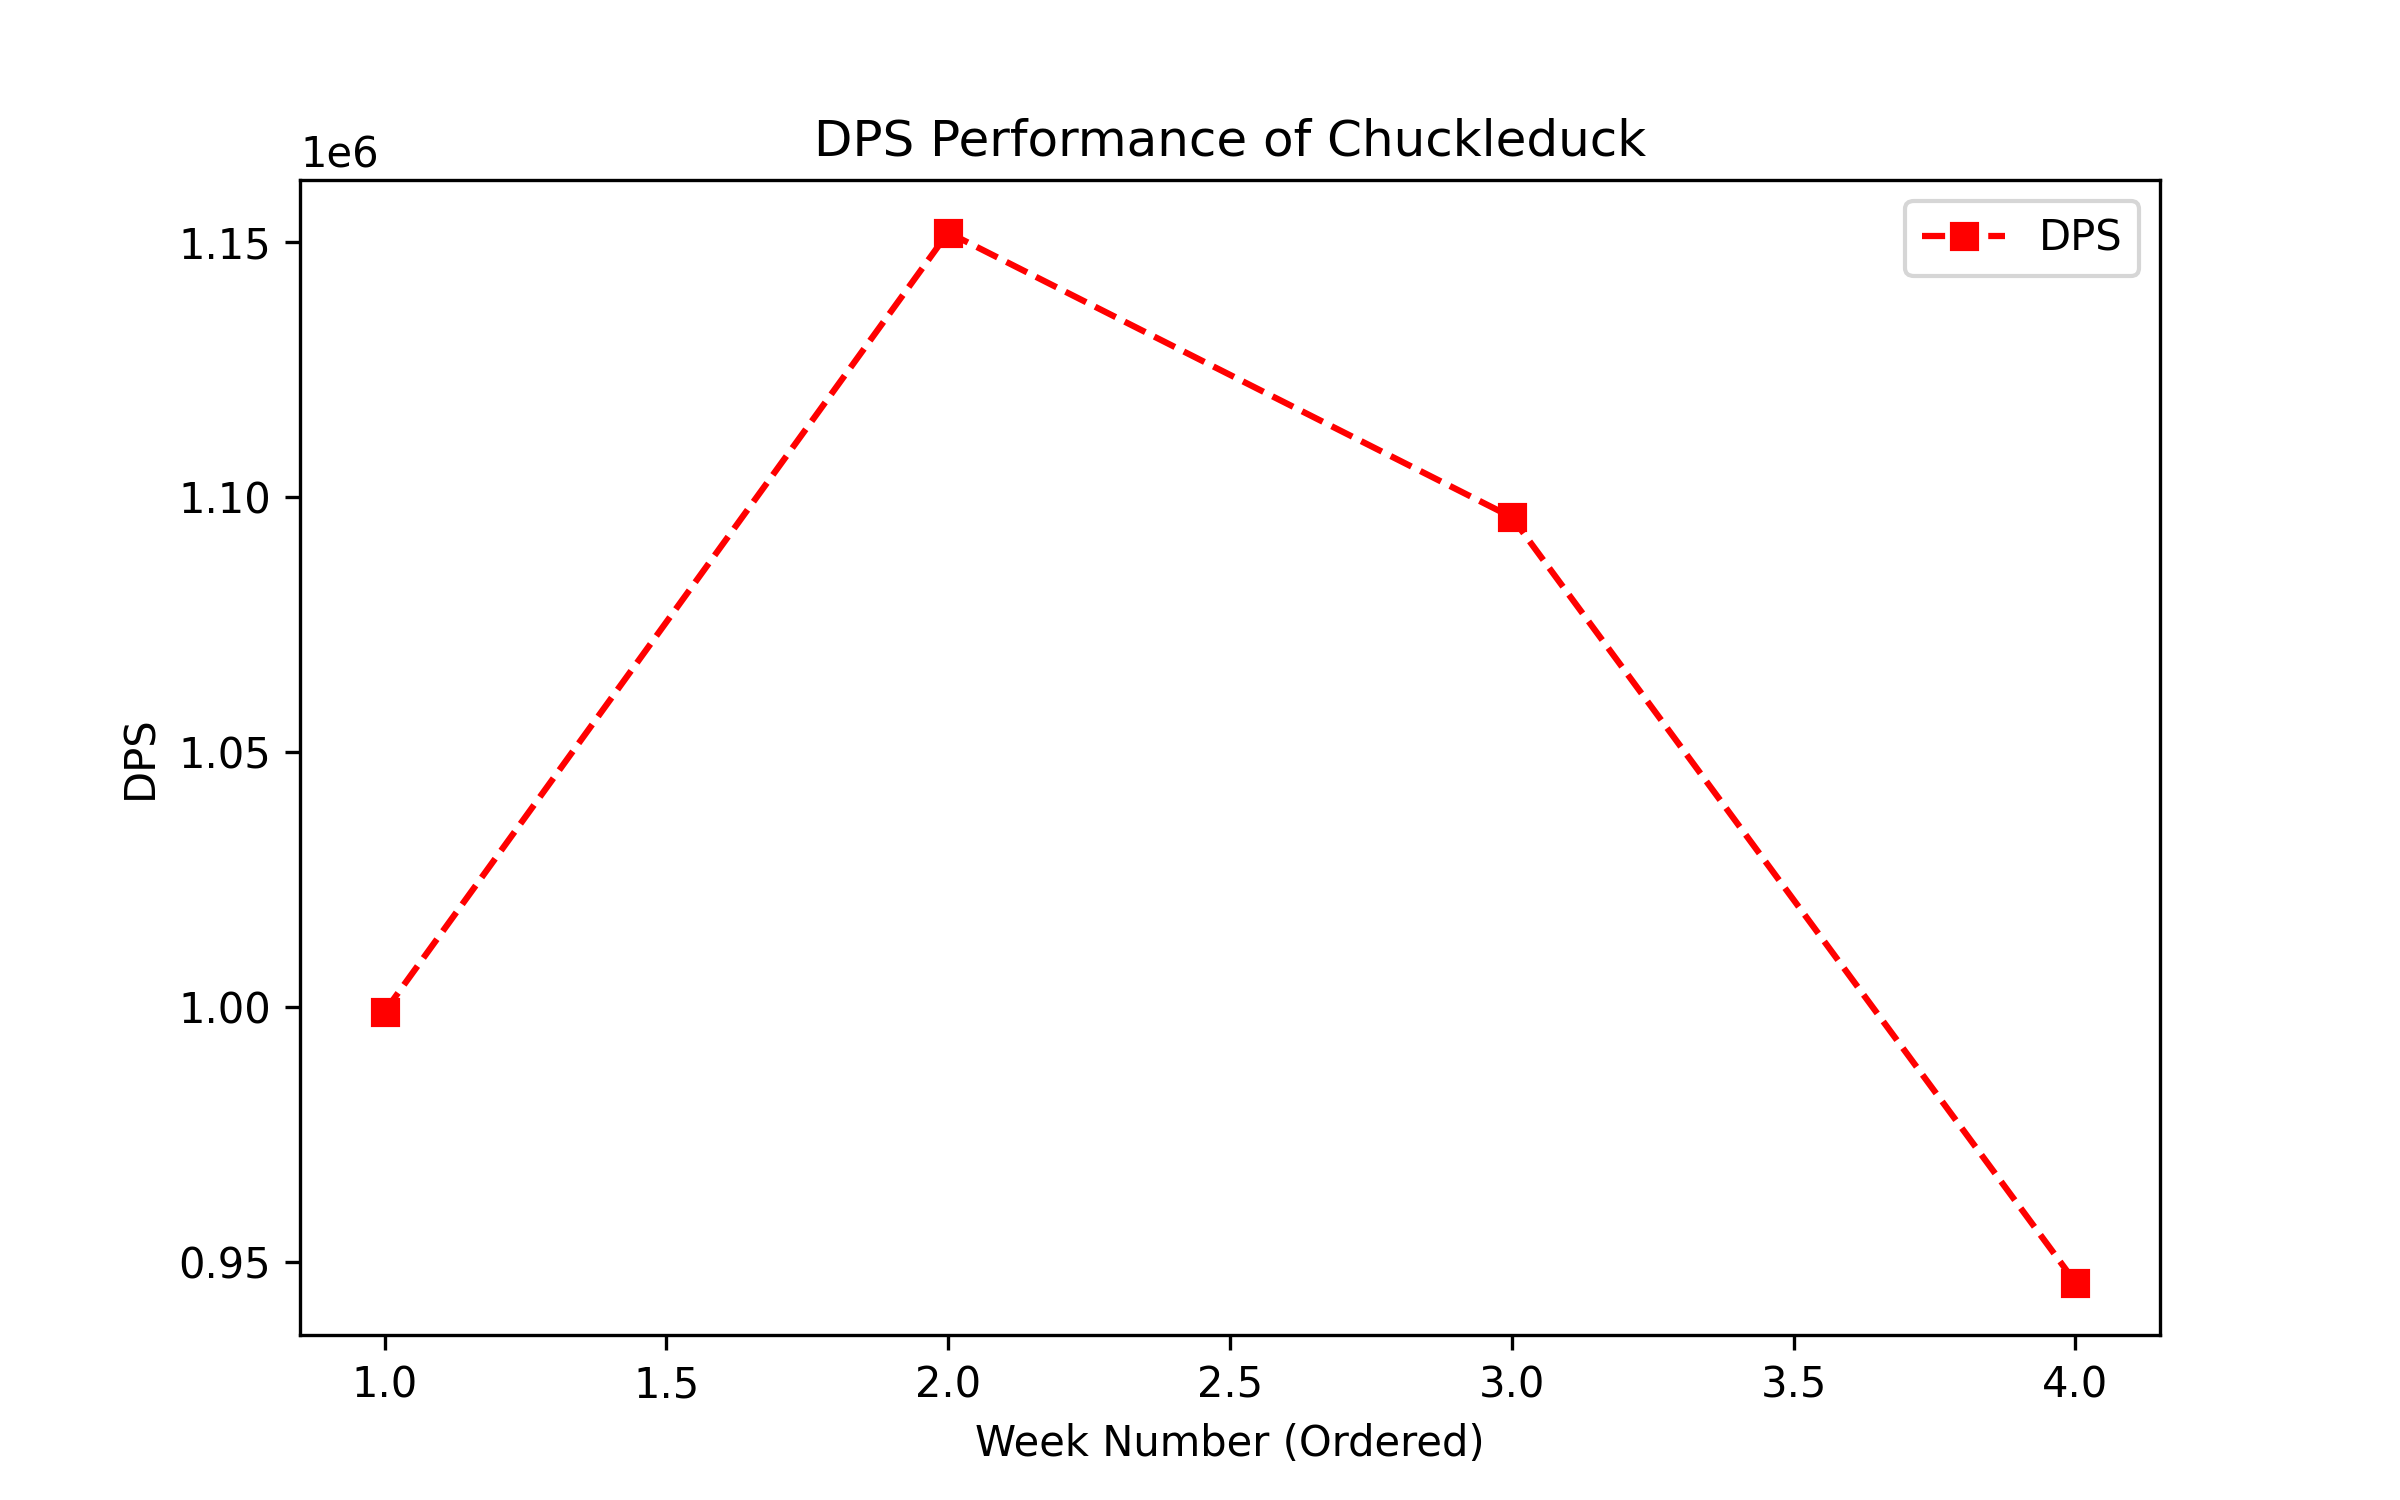 DPS Performance of Chuckleduck
1e6
DPS
1.15
1.10
1.05
1.00
0.95
DPS
1.0 1.5 2.0 2.5 3.0 3.5 4.0
Week Number (Ordered)